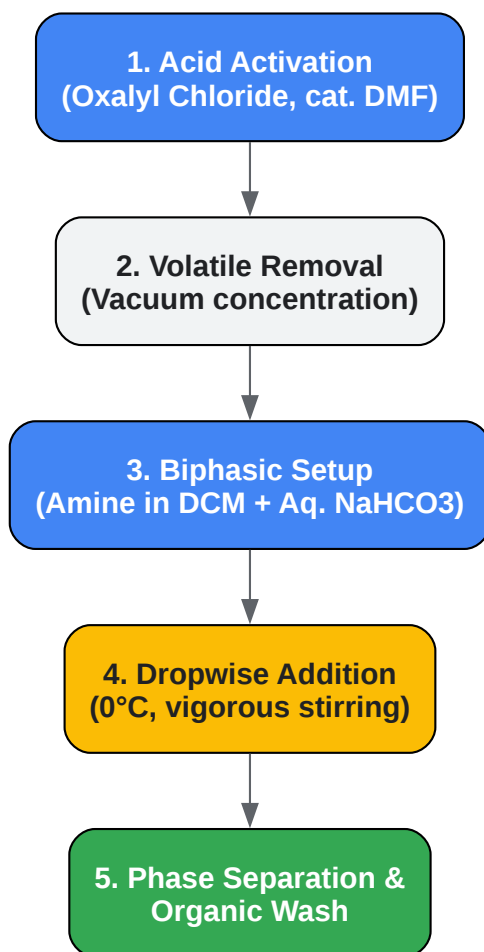 1. Acid Activation
(Oxalyl Chloride, cat. DMF)
2. Volatile Removal
(Vacuum concentration)
3. Biphasic Setup
(Amine in DCM + Aq. NaHCO3)
4. Dropwise Addition
(0°C, vigorous stirring)
5. Phase Separation &
Organic Wash